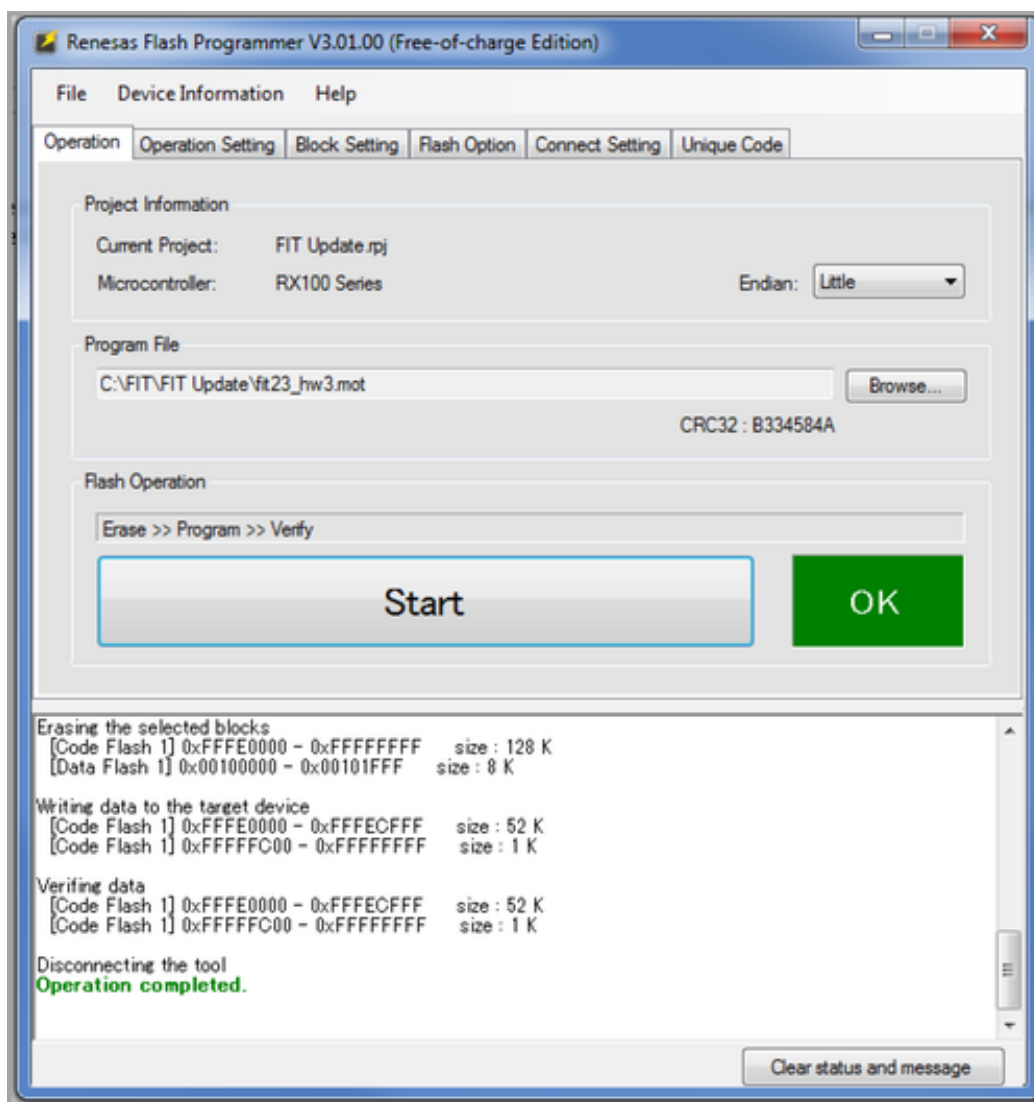 Renesas Flash Programmer V3.01.00 (Free-of-charge Edition)
File Device Information Help
Operation Operation Setting Block Setting Flash Option Connect Setting Unique Code
Project Information
Current Project: FIT Update.rpj
Microcontroller: RX100 Series Endian: Little
Program File
C:\FIT\FIT Update\fit23_hw3.mot Browse...
CRC32 : B334584A
Flash Operation
Erase >> Program >> Verify
Start OK
Erasing the selected blocks
[Code Flash 1] 0xFFFE0000 - 0xFFFFFFFF size : 128 K
[Data Flash 1] 0x00100000 - 0x00101FFF size : 8 K
Writing data to the target device
[Code Flash 1] 0xFFFE0000 - 0xFFFECFFF size : 52 K
[Code Flash 1] 0xFFFFFC00 - 0xFFFFFFFF size : 1 K
Verifing data
[Code Flash 1] 0xFFFE0000 - 0xFFFECFFF size : 52 K
[Code Flash 1] 0xFFFFFC00 - 0xFFFFFFFF size : 1 K
Disconnecting the tool
Operation completed.
Clear status and message